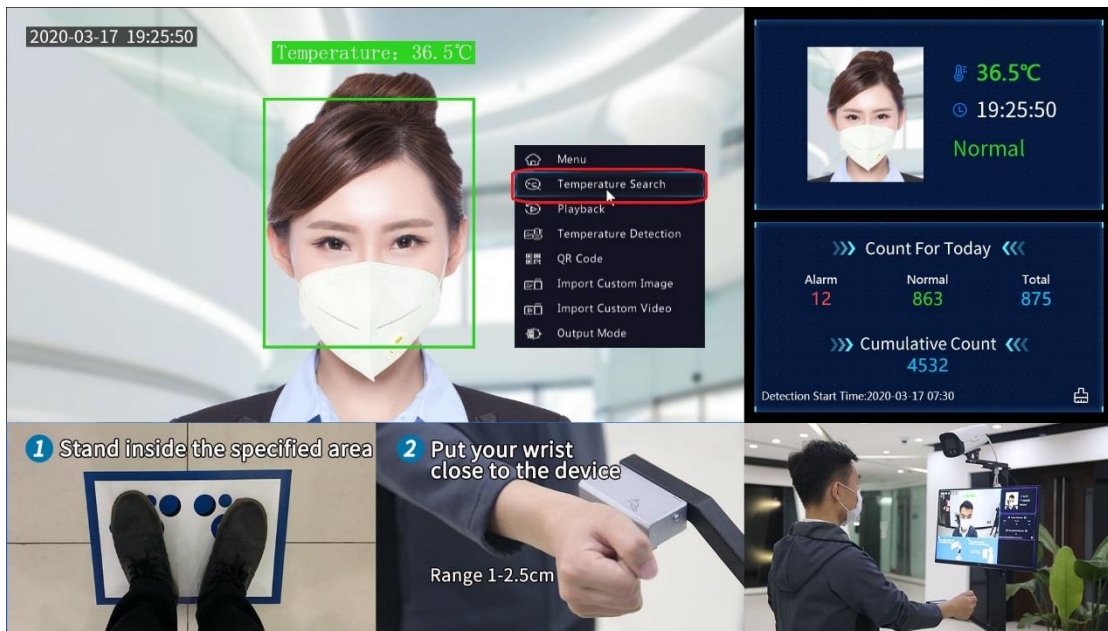 2020-03-17 19:25:50
Temperature: 36.5℃
Menu
Temperature Search
Playback
Temperature Detection
QR Code
Import Custom Image
Import Custom Video
Output Mode
36.5℃
19:25:50
Normal
Count For Today
Alarm Normal Total
12 863 875
Cumulative Count
4532
Detection Start Time:2020-03-17 07:30
1 Stand inside the specified area
2 Put your wrist
close to the device
Range 1-2.5cm